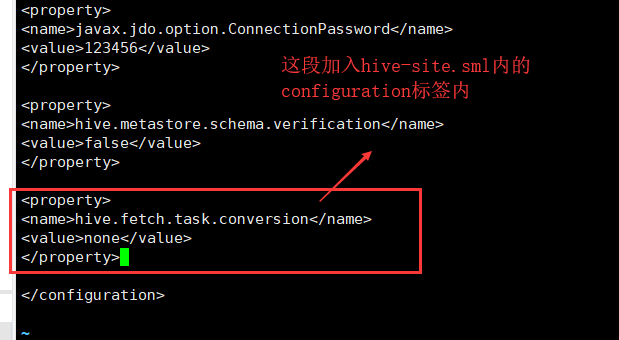 <property>
<name>javax.jdo.option.ConnectionPassword</name>
<value>123456</value>
</property>
这段加入hive-site.sml内的
configuration标签内
<property>
<name>hive.metastore.schema.verification</name>
<value>false</value>
</property>
<property>
<name>hive.fetch.task.conversion</name>
<value>none</value>
</property>
</configuration>
~